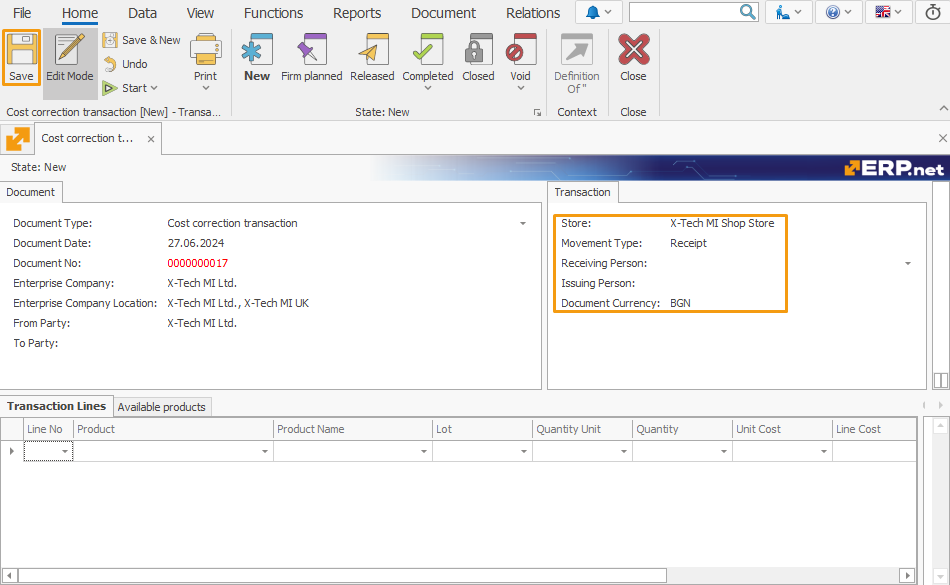 File Home Data View Functions Reports Document Relations
Save
Edit Mode
Save & New
Undo
Start
Print
New
Firm planned
Released
Completed
Closed
Void
Definition
Of "
Close
Cost correction transaction [New] - Transa...
State: New
Context
Close
Cost correction t...
State: New
ERP.net
Document
Document Type: Cost correction transaction
Document Date: 27.06.2024
Document No: 0000000017
Enterprise Company: X-Tech MI Ltd.
Enterprise Company Location: X-Tech MI Ltd., X-Tech MI UK
From Party: X-Tech MI Ltd.
To Party:
Transaction
Store: X-Tech MI Shop Store
Movement Type: Receipt
Receiving Person:
Issuing Person:
Document Currency: BGN
Transaction Lines Available products
Line No Product Product Name Lot Quantity Unit Quantity Unit Cost Line Cost